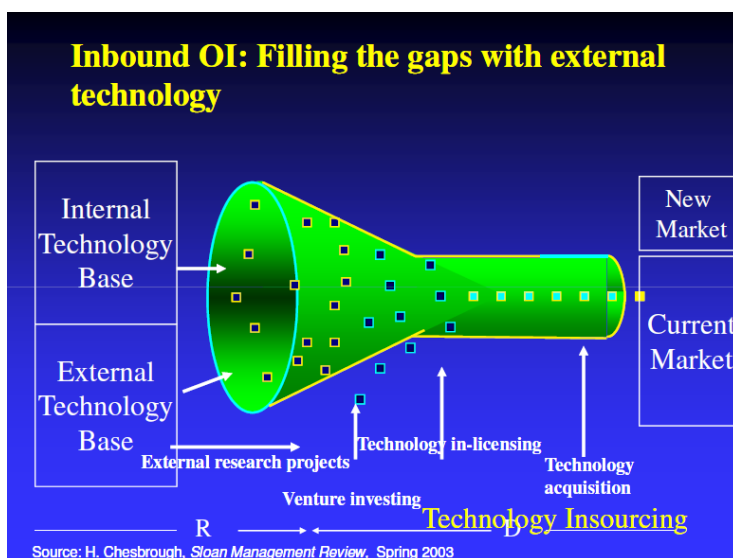 Inbound OI: Filling the gaps with external
technology
Internal
Technology
Base
External
Technology
Base
New
Market
Current
Market
External research projects
Venture investing
Technology in-licensing
Technology
acquisition
Technology Insourcing
R
D
Source: H. Chesbrough, Sloan Management Review, Spring 2003